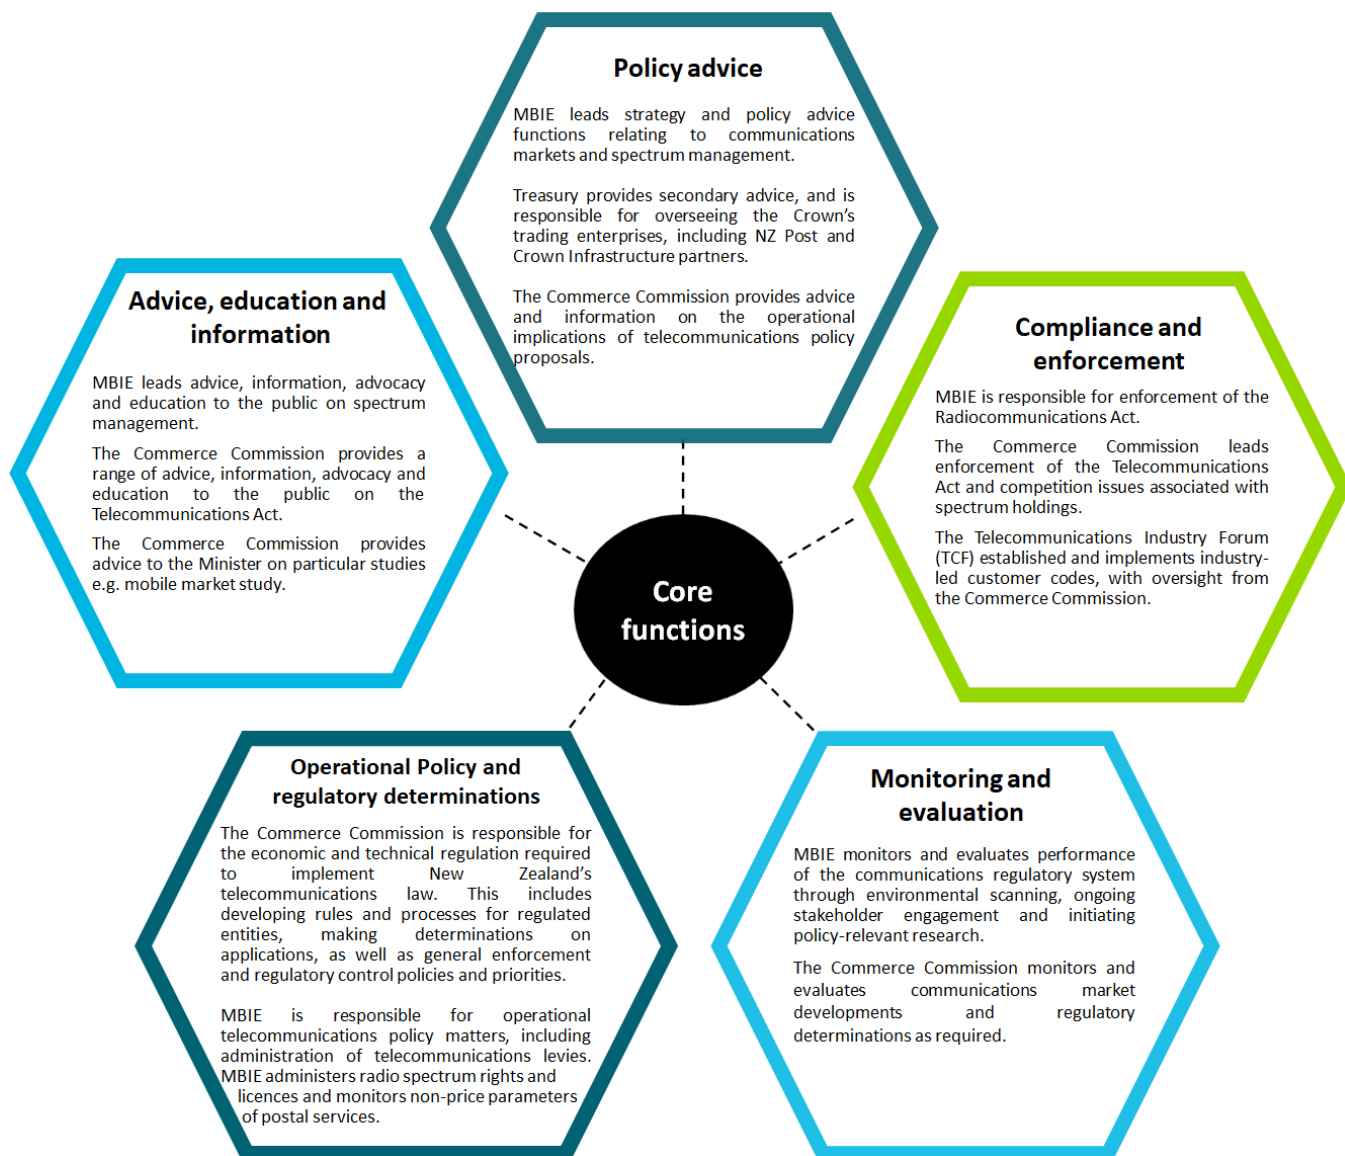 Policy advice
MBIE leads strategy and policy advice
functions relating to communications
markets and spectrum management.
Treasury provides secondary advice, and is
responsible for overseeing the Crown's
trading enterprises, including NZ Post and
Crown Infrastructure partners.
The Commerce Commission provides advice
and information on the operational
implications of telecommunications policy
proposals.
Advice, education and
information
MBIE leads advice, information, advocacy
and education to the public on spectrum
management.
The Commerce Commission provides a
range of advice, information, advocacy and
education to the public on the
Telecommunications Act.
The Commerce Commission provides
advice to the Minister on particular studies
e.g. mobile market study.
Compliance and
enforcement
MBIE is responsible for enforcement of the
Radiocommunications Act.
The Commerce Commission leads
enforcement of the Telecommunications
Act and competition issues associated with
spectrum holdings.
The Telecommunications Industry Forum
(TCF) established and implements industry-
led customer codes, with oversight from
the Commerce Commission.
Core
functions
Operational Policy and
regulatory determinations
The Commerce Commission is responsible for
the economic and technical regulation required
to implement New Zealand's
telecommunications law. This includes
developing rules and processes for regulated
entities, making determinations on
applications, as well as general enforcement
and regulatory control policies and priorities.
MBIE is responsible for operational
telecommunications policy matters, including
administration of telecommunications levies.
MBIE administers radio spectrum rights and
licences and monitors non-price parameters
of postal services.
Monitoring and
evaluation
MBIE monitors and evaluates performance
of the communications regulatory system
through environmental scanning, ongoing
stakeholder engagement and initiating
policy-relevant research.
The Commerce Commission monitors and
evaluates communications market
developments and regulatory
determinations as required.